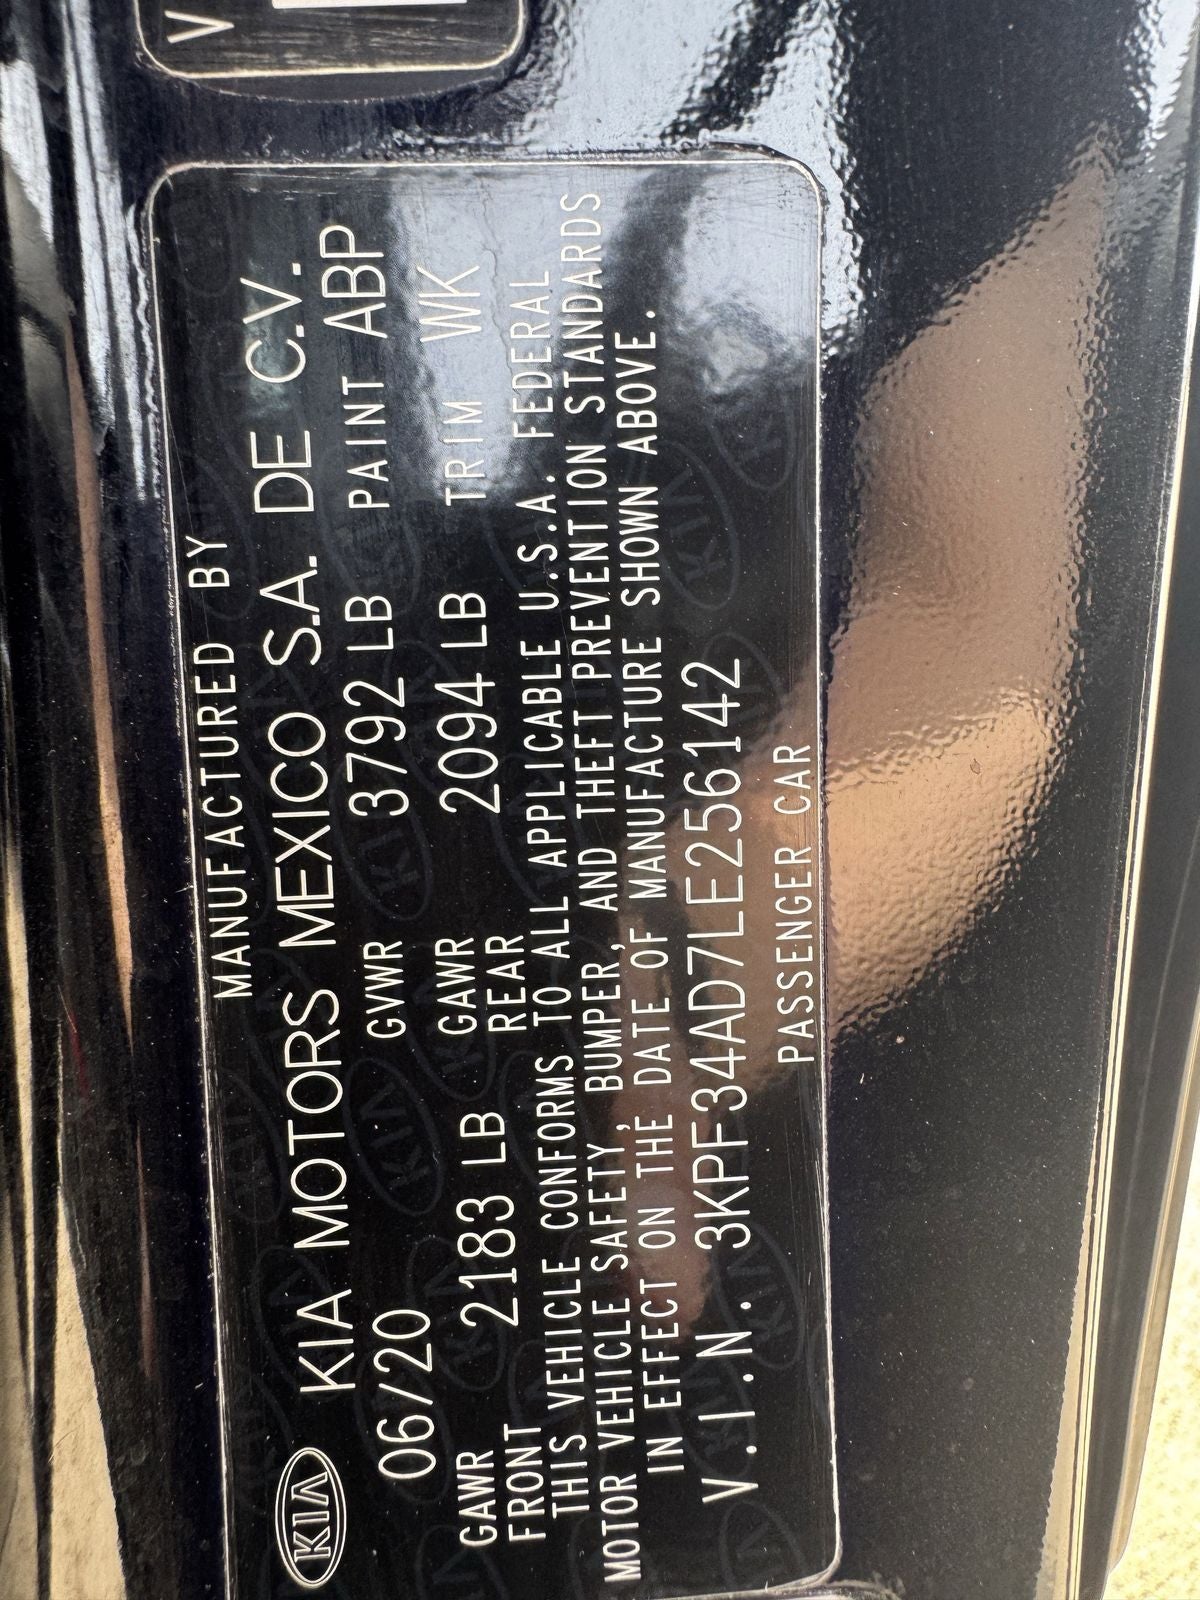 V
MANUFACTURED BY
KIA KIA MOTORS MEXICO S.A. DE C.V.
06/20 GVWR 3792 LB PAINT ABP
GAWR FRONT 2183 LB GAWR REAR 2094 LB TRIM WK
THIS VEHICLE CONFORMS TO ALL APPLICABLE U.S.A. FEDERAL
MOTOR VEHICLE SAFETY, BUMPER, AND THEFT PREVENTION STANDARDS
IN EFFECT ON THE DATE OF MANUFACTURE SHOWN ABOVE.
V.I.N. 3KPF34AD7LE256142
PASSENGER CAR